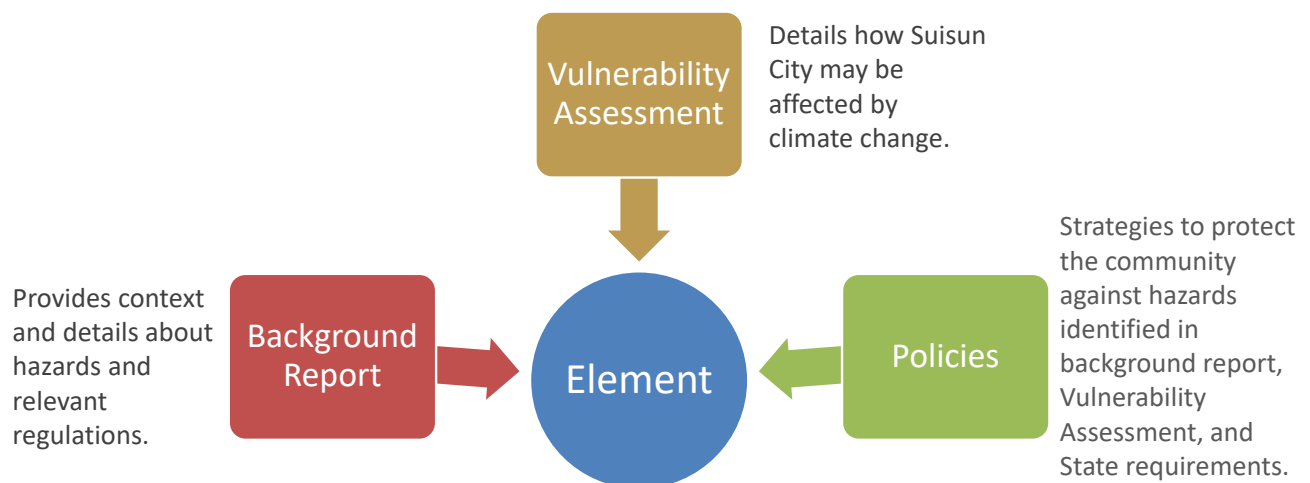 Vulnerability
Assessment
Details how Suisun
City may be
affected by
climate change.
Provides context
and details about
hazards and
relevant
regulations.
Background
Report
Element
Policies
Strategies to protect
the community
against hazards
identified in
background report,
Vulnerability
Assessment, and
State requirements.